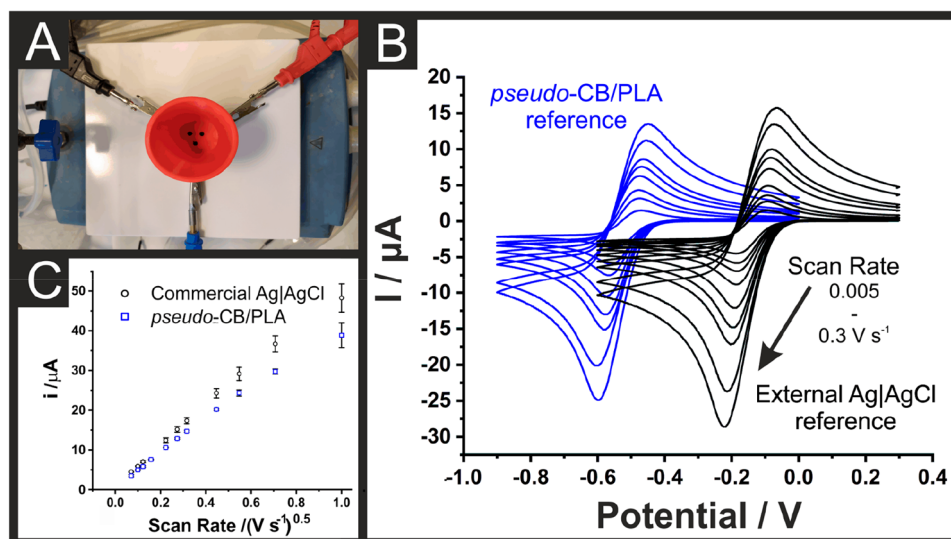 A
B
20
15
10
5
0
-5
-10
-15
-20
-25
-30
I / µA
pseudo-CB/PLA
reference
Scan Rate
0.005
-
0.3 V s⁻¹
External Ag|AgCl
reference
-1.0
-0.8
-0.6
-0.4
-0.2
0.0
0.2
0.4
Potential / V
C
Commercial Ag|AgCl
pseudo-CB/PLA
50
40
30
20
10
0
i /µA
0.0
0.2
0.4
0.6
0.8
1.0
Scan Rate /(V s⁻¹)^0.5